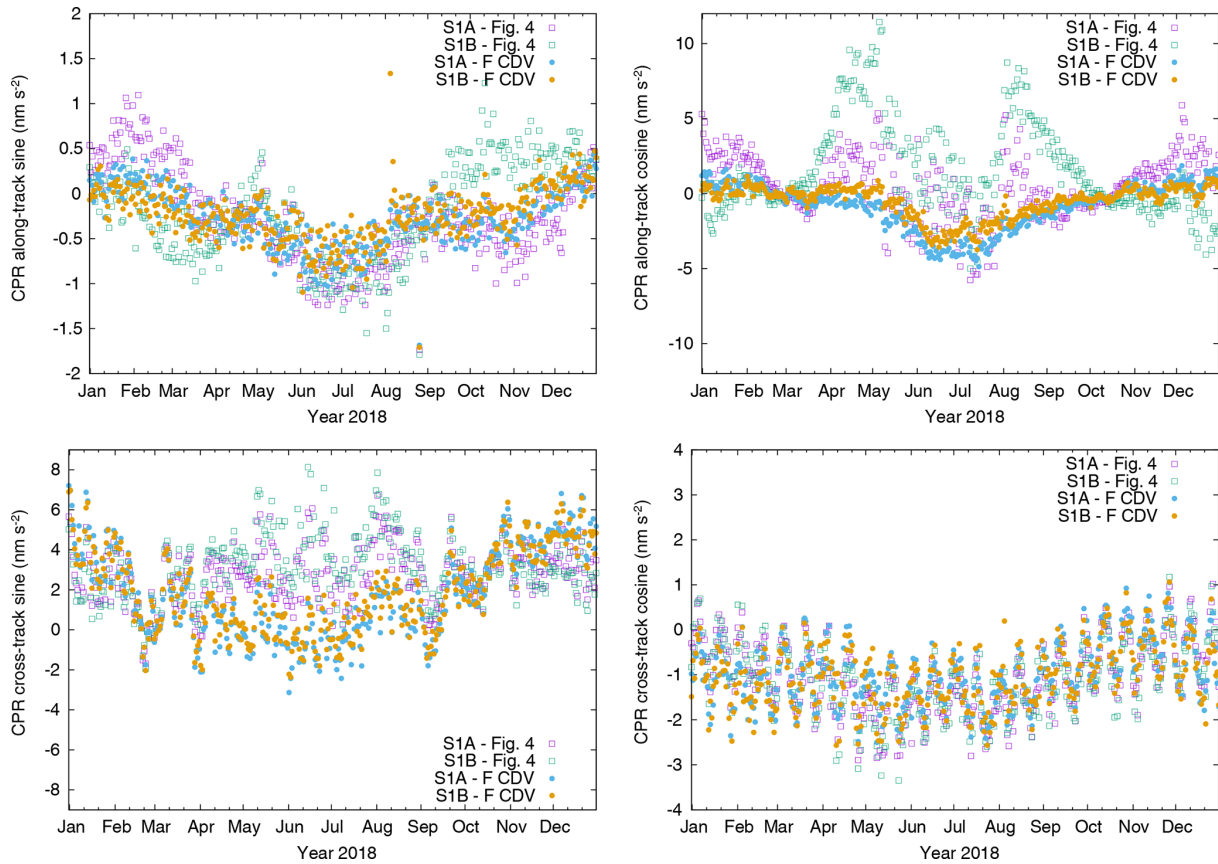 CPR along-track sine (nm s⁻²)
2
1.5
1
0.5
0
-0.5
-1
-1.5
-2
S1A - Fig. 4
S1B - Fig. 4
S1A - F CDV
S1B - F CDV
Jan Feb Mar Apr May Jun Jul Aug Sep Oct Nov Dec
Year 2018
CPR along-track cosine (nm s⁻²)
10
5
0
-5
-10
S1A - Fig. 4
S1B - Fig. 4
S1A - F CDV
S1B - F CDV
Jan Feb Mar Apr May Jun Jul Aug Sep Oct Nov Dec
Year 2018
CPR cross-track sine (nm s⁻²)
8
6
4
2
0
-2
-4
-6
-8
S1A - Fig. 4
S1B - Fig. 4
S1A - F CDV
S1B - F CDV
Jan Feb Mar Apr May Jun Jul Aug Sep Oct Nov Dec
Year 2018
CPR cross-track cosine (nm s⁻²)
4
3
2
1
0
-1
-2
-3
-4
S1A - Fig. 4
S1B - Fig. 4
S1A - F CDV
S1B - F CDV
Jan Feb Mar Apr May Jun Jul Aug Sep Oct Nov Dec
Year 2018